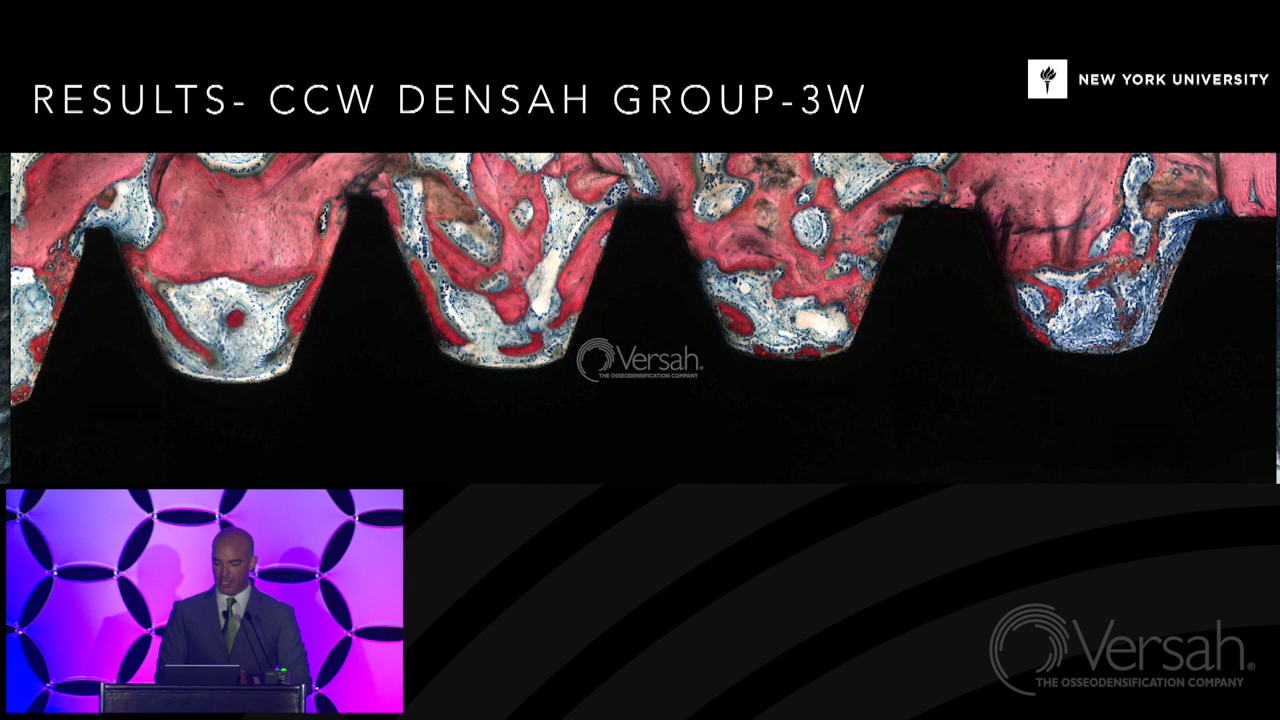 RESULTS- CCW DENSAH GROUP-3W
NEW YORK UNIVERSITY
Versah®
THE OSSEODENSIFICATION COMPANY
Versah®
THE OSSEODENSIFICATION COMPANY